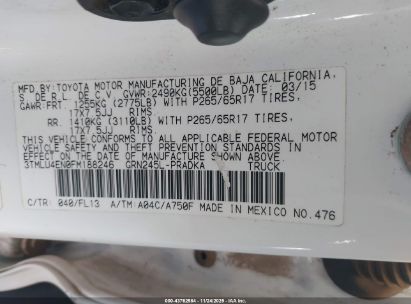 MFD.BY:TOYOTA MOTOR MANUFACTURING DE BAJA CALIFORNIA,
S. DE R.L. DE C.V. GVWR:2490KG(5500LB) DATE: 03/15
GAWR:FRT. 1255KG (2775LB) WITH P265/65R17 TIRES,
17X7.5JJ RIMS
RR. 1410KG (3110LB) WITH P265/65R17 TIRES,
17X7.5JJ RIMS
THIS VEHICLE CONFORMS TO ALL APPLICABLE FEDERAL MOTOR
VEHICLE SAFETY AND THEFT PREVENTION STANDARDS
IN EFFECT ON THE DATE OF MANUFACTURE SHOWN ABOVE.
3TMLU4EN0FM188246 GRN245L-PRADKA TRUCK
C/TR: 040/FL13 A/TM:A04C/A750F MADE IN MEXICO NO.476